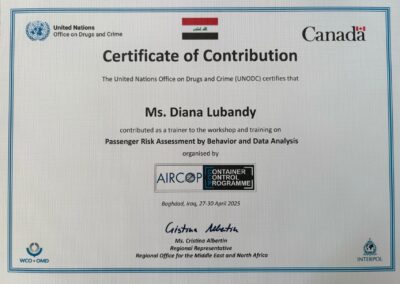 United Nations
Office on Drugs and Crime
Canada
Certificate of Contribution
The United Nations Office on Drugs and Crime (UNODC) certifies that
Ms. Diana Lubandy
contributed as a trainer to the workshop and training on
Passenger Risk Assessment by Behavior and Data Analysis
organised by
AIRCOP
CONTAINER
CONTROL
PROGRAMME
Baghdad, Iraq, 27-30 April 2025
Cristina Albertin
Ms. Cristina Albertin
Regional Representative
Regional Office for the Middle East and North Africa
WCO OMD
INTERPOL